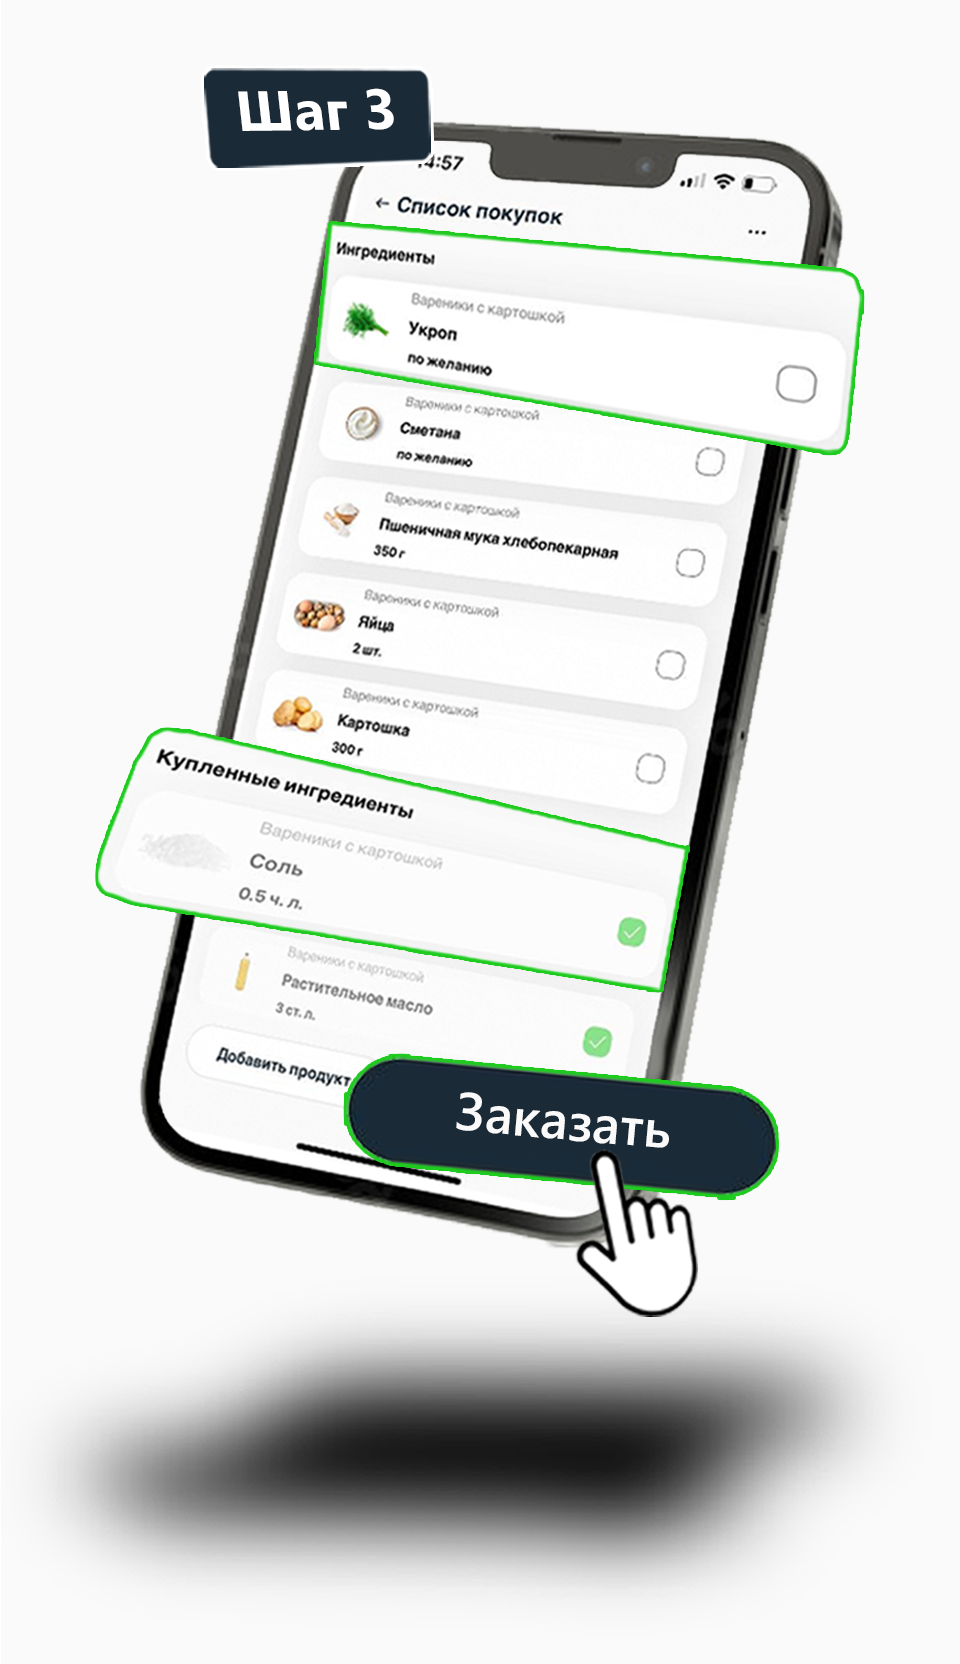 Шаг 3
4:57
← Список покупок
...
Ингредиенты
Вареники с картошкой
Укроп
по желанию
Вареники с картошкой
Сметана
по желанию
Вареники с картошкой
Пшеничная мука хлебопекарная
350 г
Вареники с картошкой
Яйца
2 шт.
Вареники с картошкой
Картошка
300 г
Купленные ингредиенты
Вареники с картошкой
Соль
0.5 ч. л.
Вареники с картошкой
Растительное масло
3 ст. л.
Добавить продукт
Заказать